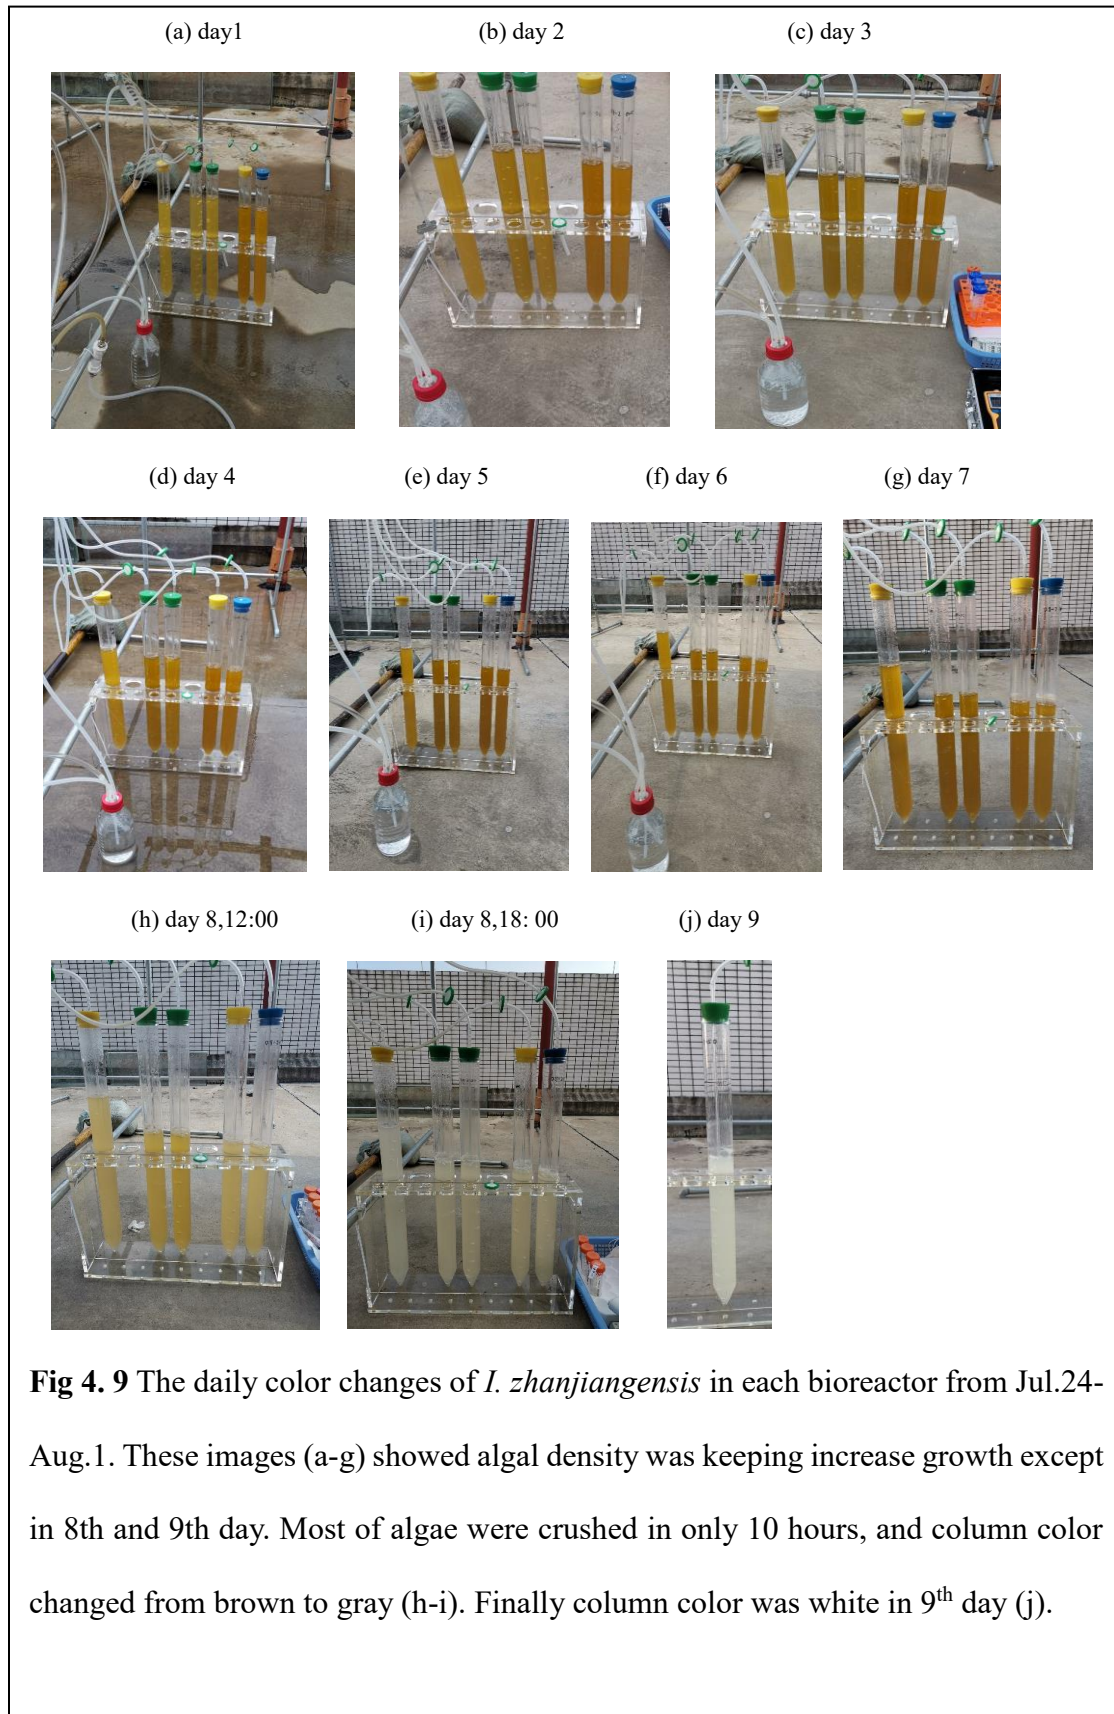 (a) day1
(b) day 2
(c) day 3
(d) day 4
(e) day 5
(f) day 6
(g) day 7
(h) day 8,12:00
(i) day 8,18: 00
(j) day 9
Fig 4. 9 The daily color changes of I. zhanjiangensis in each bioreactor from Jul.24-
Aug.1. These images (a-g) showed algal density was keeping increase growth except
in 8th and 9th day. Most of algae were crushed in only 10 hours, and column color
changed from brown to gray (h-i). Finally column color was white in 9th day (j).